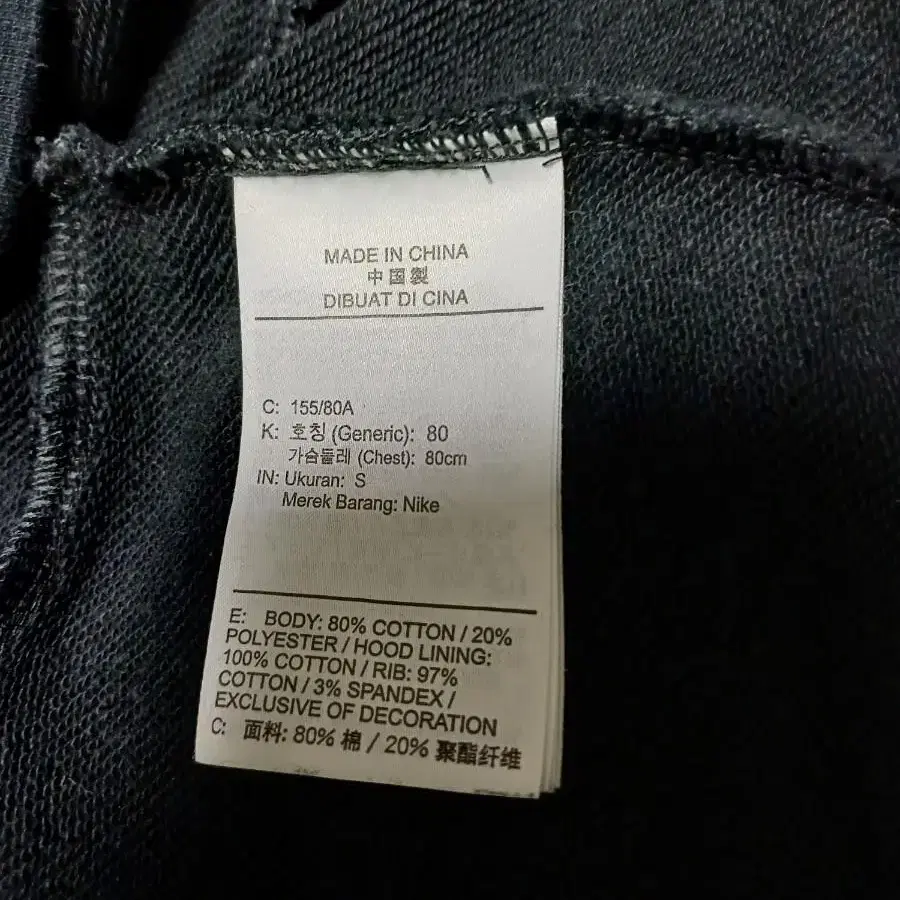 MADE IN CHINA
中国製
DIBUAT DI CINA
C: 155/80A
K: 호칭 (Generic): 80
가슴둘레 (Chest): 80cm
IN: Ukuran: S
Merek Barang: Nike
E: BODY: 80% COTTON / 20%
POLYESTER / HOOD LINING:
100% COTTON / RIB: 97%
COTTON / 3% SPANDEX /
EXCLUSIVE OF DECORATION
C: 面料: 80% 棉 / 20% 聚酯纤维